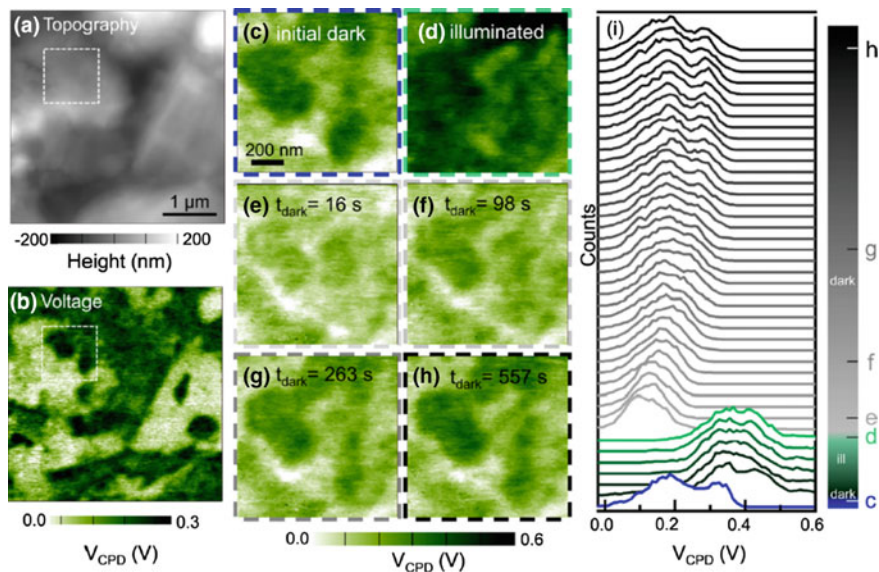 (a) Topography
1 μm
-200 200
Height (nm)
(b) Voltage
0.0 0.3
V_CPD (V)
(c) initial dark
200 nm
(d) illuminated
(e) t_dark= 16 s
(f) t_dark= 98 s
(g) t_dark= 263 s
(h) t_dark= 557 s
0.0 0.6
V_CPD (V)
(i)
Counts
0.0 0.2 0.4 0.6
V_CPD (V)
h
g
dark
f
e
d
ill
dark
c